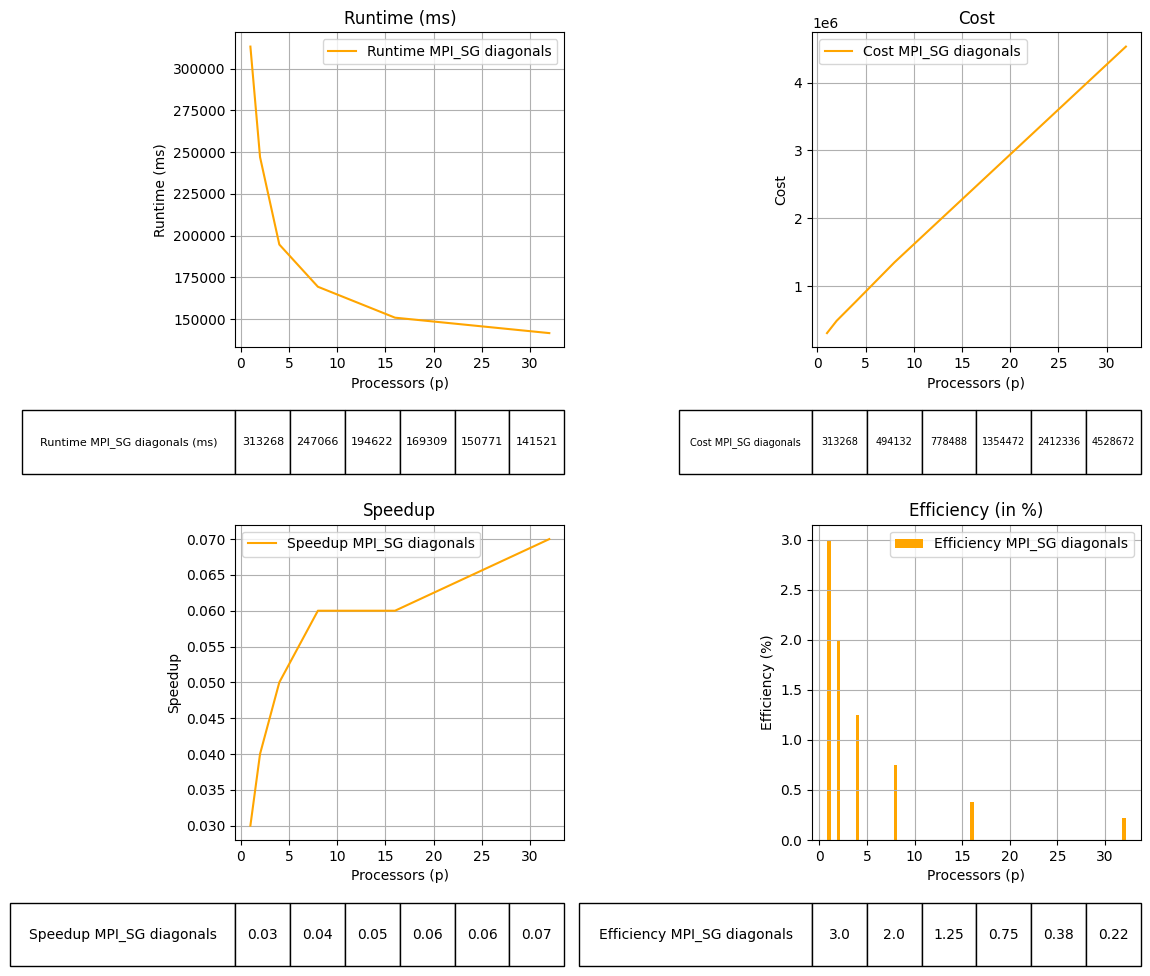 Runtime (ms)
Runtime MPI_SG diagonals
300000
275000
250000
225000
200000
175000
150000
Runtime (ms)
0 5 10 15 20 25 30
Processors (p)
Runtime MPI_SG diagonals (ms) 313268 247066 194622 169309 150771 141521
Cost
1e6
Cost MPI_SG diagonals
4
3
2
1
Cost
0 5 10 15 20 25 30
Processors (p)
Cost MPI_SG diagonals 313268 494132 778488 1354472 2412336 4528672
Speedup
Speedup MPI_SG diagonals
0.070
0.065
0.060
0.055
0.050
0.045
0.040
0.035
0.030
Speedup
0 5 10 15 20 25 30
Processors (p)
Speedup MPI_SG diagonals 0.03 0.04 0.05 0.06 0.06 0.07
Efficiency (in %)
Efficiency MPI_SG diagonals
3.0
2.5
2.0
1.5
1.0
0.5
0.0
Efficiency (%)
0 5 10 15 20 25 30
Processors (p)
Efficiency MPI_SG diagonals 3.0 2.0 1.25 0.75 0.38 0.22